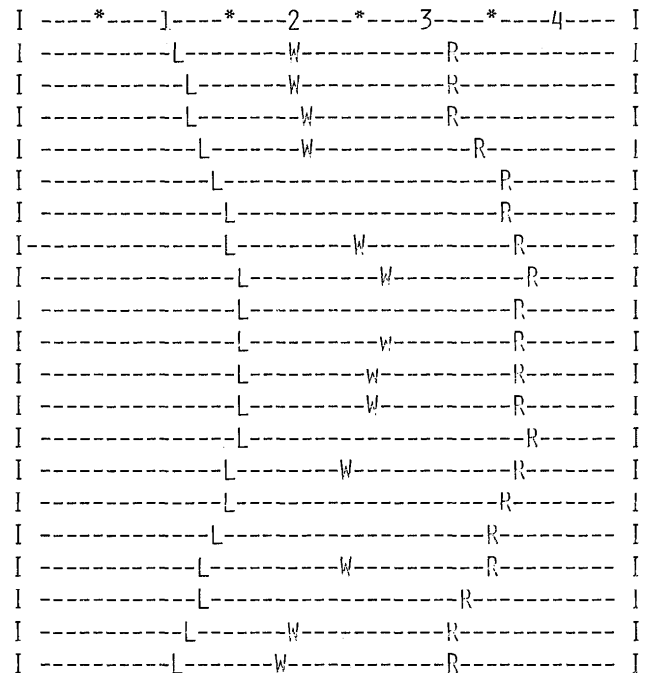 I ----*----1----*----2----*----3----*----4---- I
I ----------L--------W-----------R------------ I
I -----------L-------W-----------R------------ I
I -----------L--------W----------R------------ I
I ------------L-------W------------R---------- I
I -------------L---------------------R-------- I
I --------------L--------------------R-------- I
I---------------L---------W-----------R------- I
I ---------------L----------W----------R------ I
I ---------------L--------------------R------- I
I ---------------L----------W---------R------- I
I ---------------L---------W----------R------- I
I ---------------L---------W----------R------- I
I ---------------L---------------------R------ I
I --------------L--------W------------R------- I
I --------------L--------------------R-------- I
I -------------L--------------------R--------- I
I ------------L----------W----------R--------- I
I ------------L-------------------R----------- I
I -----------L-------W-----------R------------ I
I ----------L-------W------------R------------ I